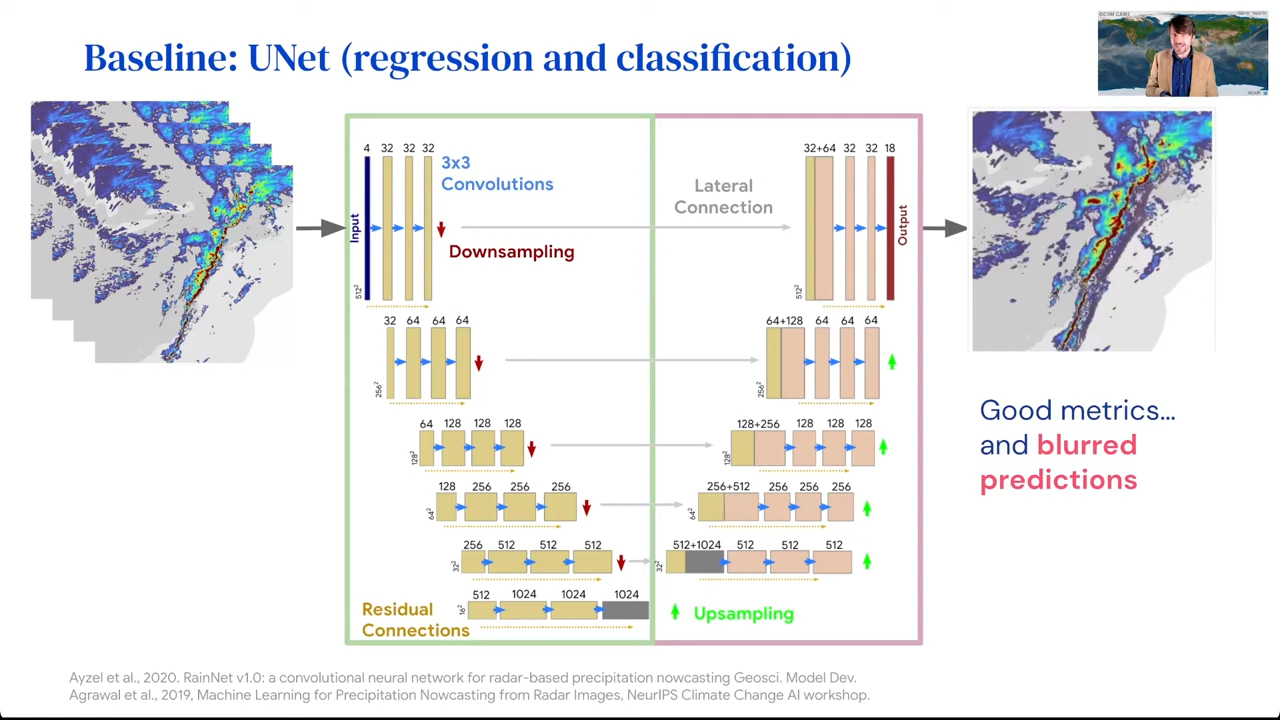 Baseline: UNet (regression and classification)
4 32 32 32
3x3
Convolutions
Input
512²
Downsampling
Lateral
Connection
32+64 32 32 18
Output
512²
32 64 64 64
256²
64+128 64 64 64
256²
64 128 128 128
128²
128+256 128 128 128
128²
128 256 256 256
64²
256+512 256 256 256
64²
256 512 512 512
32²
512+1024 512 512 512
32²
512 1024 1024 1024
16²
Residual
Connections
Upsampling
Good metrics...
and blurred
predictions
Ayzel et al., 2020. RainNet v1.0: a convolutional neural network for radar-based precipitation nowcasting Geosci. Model Dev.
Agrawal et al., 2019, Machine Learning for Precipitation Nowcasting from Radar Images, NeurIPS Climate Change AI workshop.